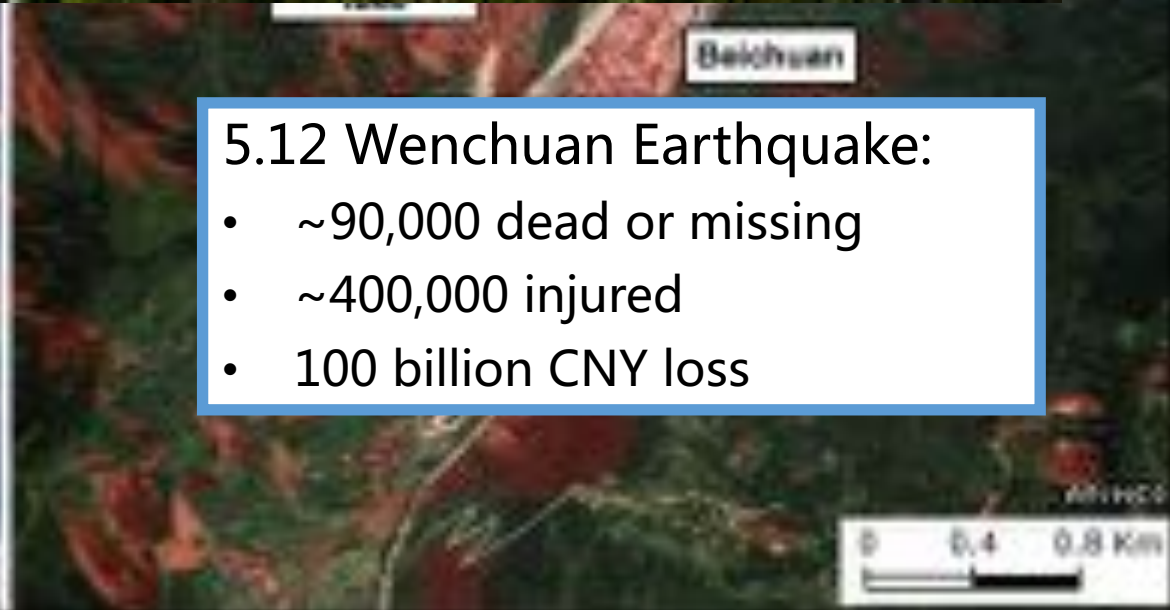 Beichuan
5.12 Wenchuan Earthquake:
• ~90,000 dead or missing
• ~400,000 injured
• 100 billion CNY loss
0 0.4 0.8 Km